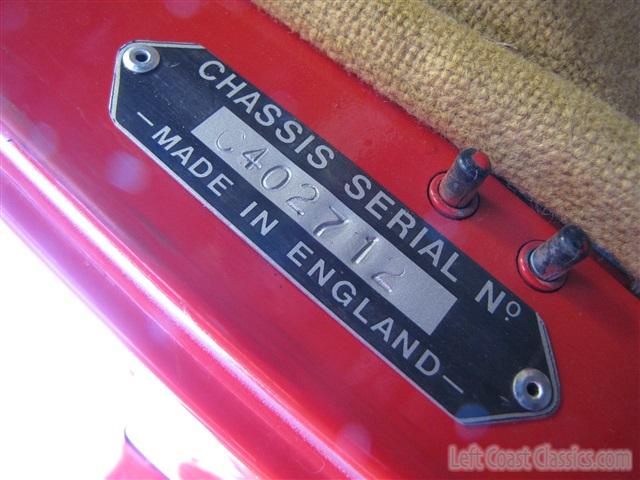 CHASSIS SERIAL Nº
C402712
—MADE IN ENGLAND—
Left Coast Classics.com